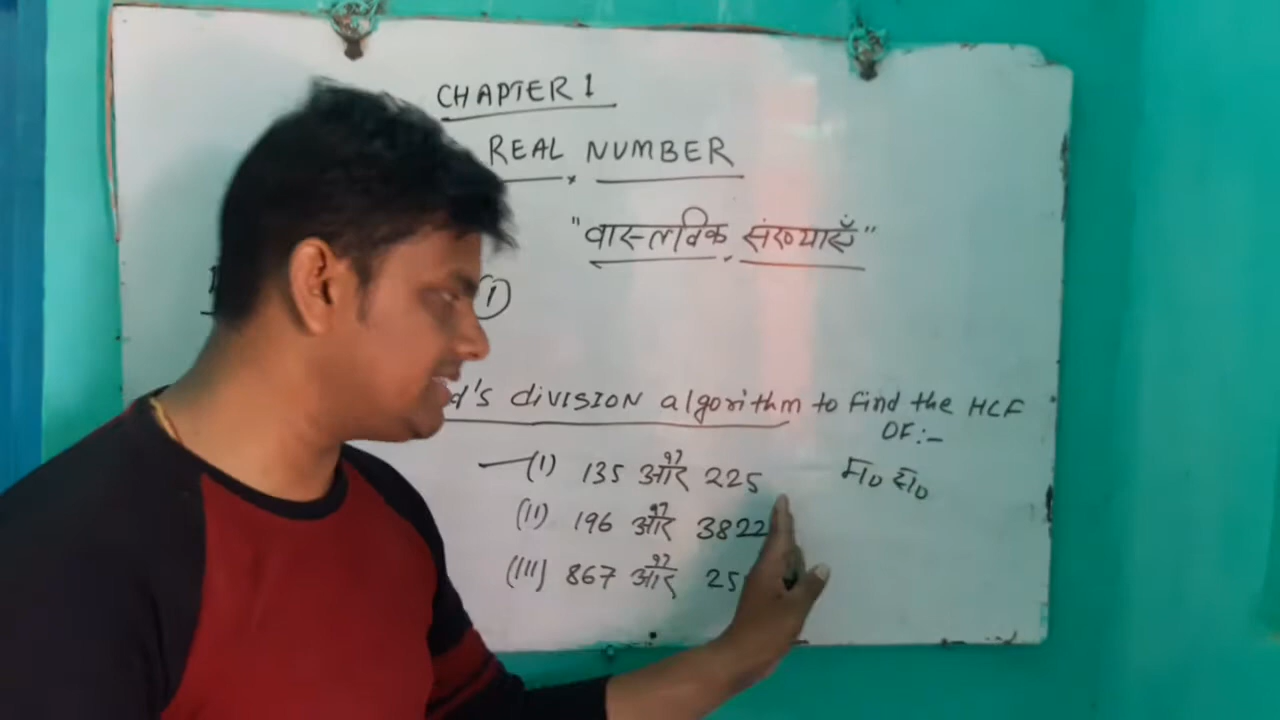 CHAPTER 1
REAL NUMBER
"वास्तविक संख्याएँ"
(1)
division algorithm to find the HCF
OF:-
(I) 135 और 225
म० स०
(II) 196 और 3822
(III) 867 और